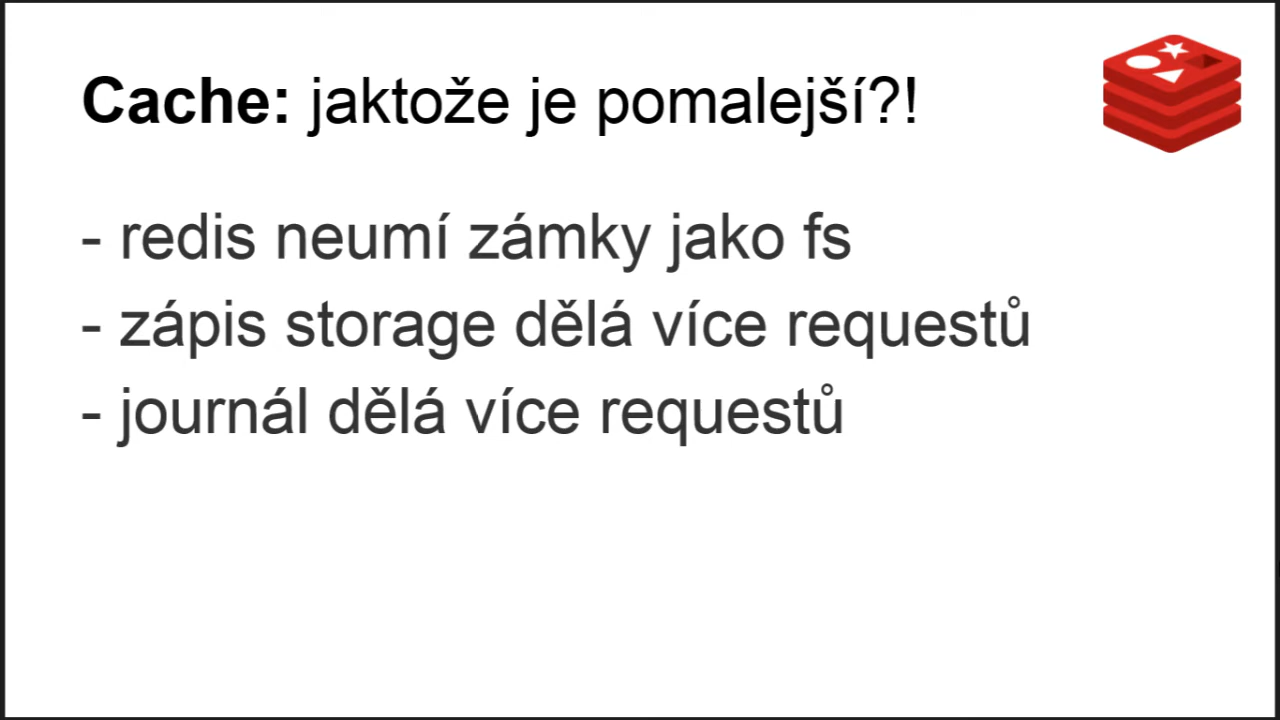 Cache: jaktože je pomalejší?!
- redis neumí zámky jako fs
- zápis storage dělá více requestů
- journál dělá více requestů